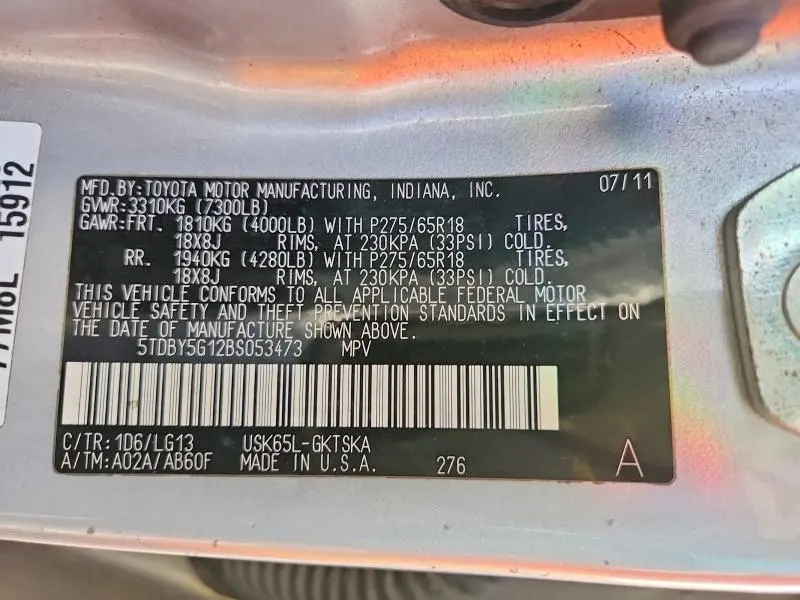 MFD.BY:TOYOTA MOTOR MANUFACTURING, INDIANA, INC. 07/11
GVWR:3310KG (7300LB)
GAWR:FRT. 1810KG (4000LB) WITH P275/65R18 TIRES,
18X8J RIMS, AT 230KPA (33PSI) COLD.
RR. 1940KG (4280LB) WITH P275/65R18 TIRES,
18X8J RIMS, AT 230KPA (33PSI) COLD.
THIS VEHICLE CONFORMS TO ALL APPLICABLE FEDERAL MOTOR
VEHICLE SAFETY AND THEFT PREVENTION STANDARDS IN EFFECT ON
THE DATE OF MANUFACTURE SHOWN ABOVE.
5TDBY5G12BS053473 MPV
C/TR:1D6/LG13 USK65L-GKTSKA
A/TM:A02A/AB60F MADE IN U.S.A. 276 A
15912